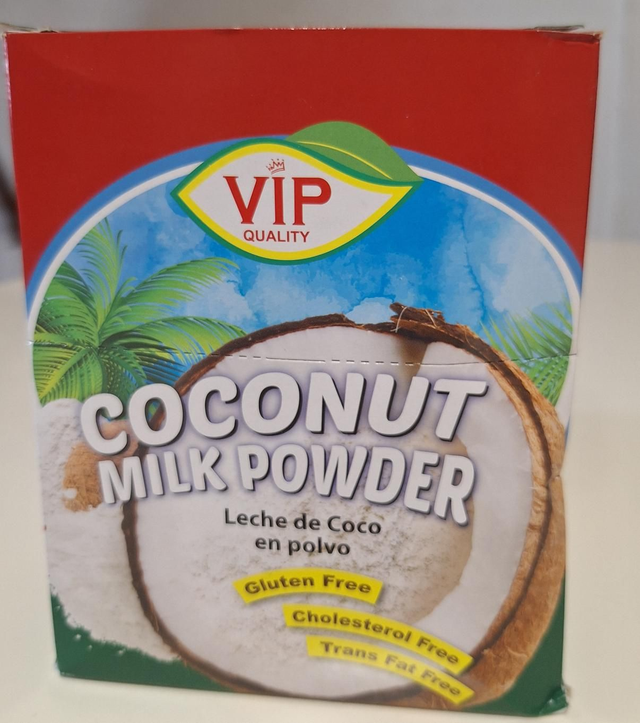 VIP
QUALITY
COCONUT
MILK POWDER
Leche de Coco
en polvo
Gluten Free
Cholesterol Free
Trans Fat Free